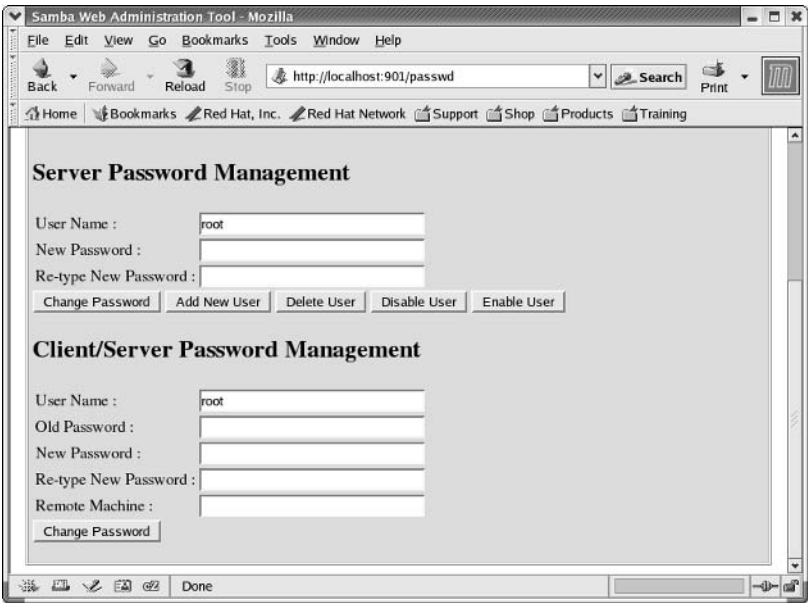 Samba Web Administration Tool - Mozilla
File Edit View Go Bookmarks Tools Window Help
Back Forward Reload Stop http://localhost:901/passwd Search Print
Home Bookmarks Red Hat, Inc. Red Hat Network Support Shop Products Training
Server Password Management
User Name : root
New Password :
Re-type New Password :
Change Password Add New User Delete User Disable User Enable User
Client/Server Password Management
User Name : root
Old Password :
New Password :
Re-type New Password :
Remote Machine :
Change Password
Done